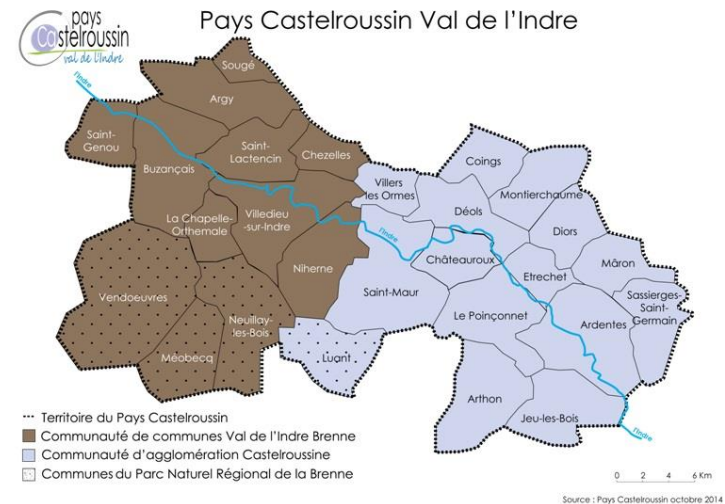 pays
Castelroussin
val de l'Indre
Pays Castelroussin Val de l'Indre
l'Indre
Sougé
Argy
Saint-
Genou
Buzançais
Saint-
Lactencin
Chezelles
Coings
Villers
les Ormes
Montierchaume
La Chapelle-
Orthemale
Villedieu
-sur-Indre
Déols
Diors
l'Indre
Châteauroux
Mâron
Niherne
Etrechet
Vendoeuvres
Saint-Maur
Sassierges-
Saint-
Germain
Neuillay-
les-Bois
Le Poinçonnet
Ardentes
Méobecq
Luant
Arthon
Jeu-les-Bois
l'Indre
Territoire du Pays Castelroussin
Communauté de communes Val de l'Indre Brenne
Communauté d'agglomération Castelroussine
Communes du Parc Naturel Régional de la Brenne
0 2 4 6 Km
Source : Pays Castelroussin octobre 2014